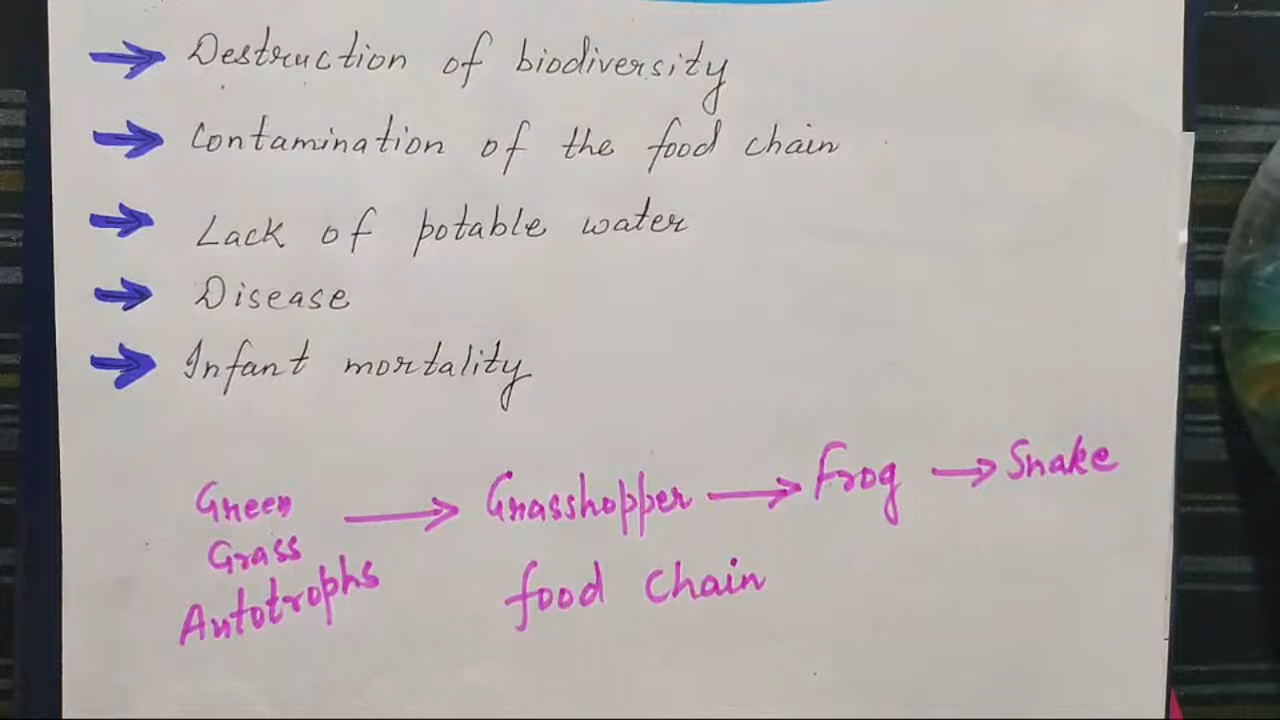 Destruction of biodiversity
Contamination of the food chain
Lack of potable water
Disease
Infant mortality
Green → Grasshopper → Frog → Snake
Grass
Autotrophs
food chain